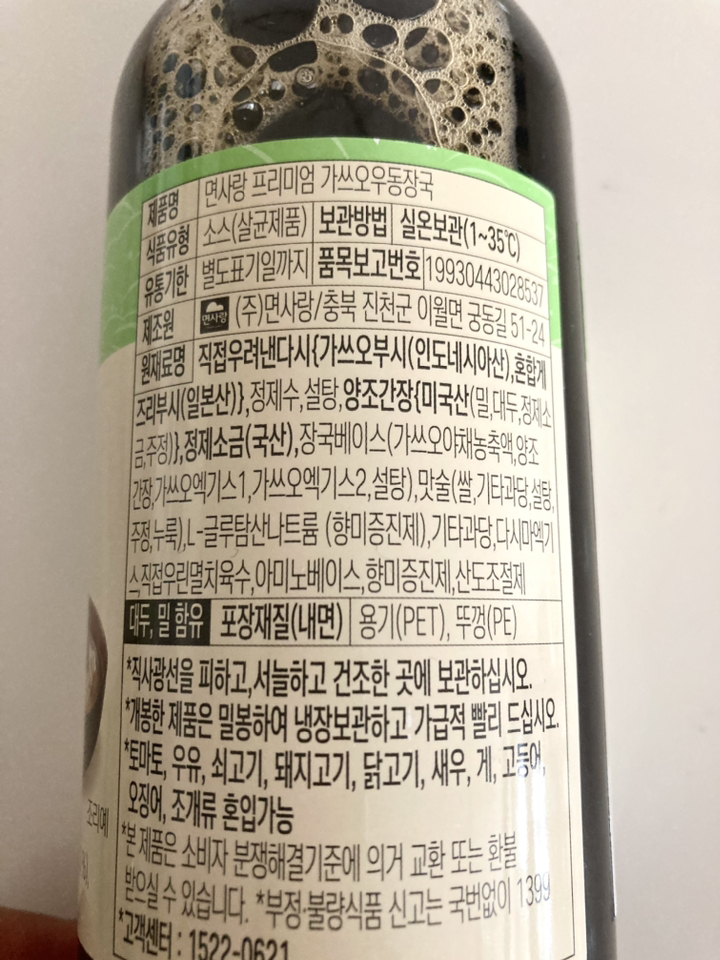 제품명 면사랑 프리미엄 가쓰오우동장국
식품유형 소스(살균제품) 보관방법 실온보관(1~35℃)
유통기한 별도표기일까지 품목보고번호 19930443028537
제조원 면사랑 (주)면사랑/충북 진천군 이월면 궁동길 51-24
원재료명 직접우려낸다시{가쓰오부시(인도네시아산),혼합게
즈리부시(일본산)},정제수,설탕,양조간장{미국산(밀,대두,정제소
금,주정)},정제소금(국산),장국베이스(가쓰오야채농축액,양조
간장,가쓰오엑기스1,가쓰오엑기스2,설탕),맛술(쌀,기타과당,설탕,
주정,누룩),L-글루탐산나트륨 (향미증진제),기타과당,다시마엑기
스,직접우린멸치육수,아미노베이스,향미증진제,산도조절제
대두, 밀 함유 포장재질(내면) 용기(PET), 뚜껑(PE)
*직사광선을 피하고,서늘하고 건조한 곳에 보관하십시오.
*개봉한 제품은 밀봉하여 냉장보관하고 가급적 빨리 드십시오.
*토마토, 우유, 쇠고기, 돼지고기, 닭고기, 새우, 게, 고등어,
오징어, 조개류 혼입가능
*본 제품은 소비자 분쟁해결기준에 의거 교환 또는 환불
받으실 수 있습니다. *부정·불량식품 신고는 국번없이 1399
*고객센터 : 1522-0621
조리예